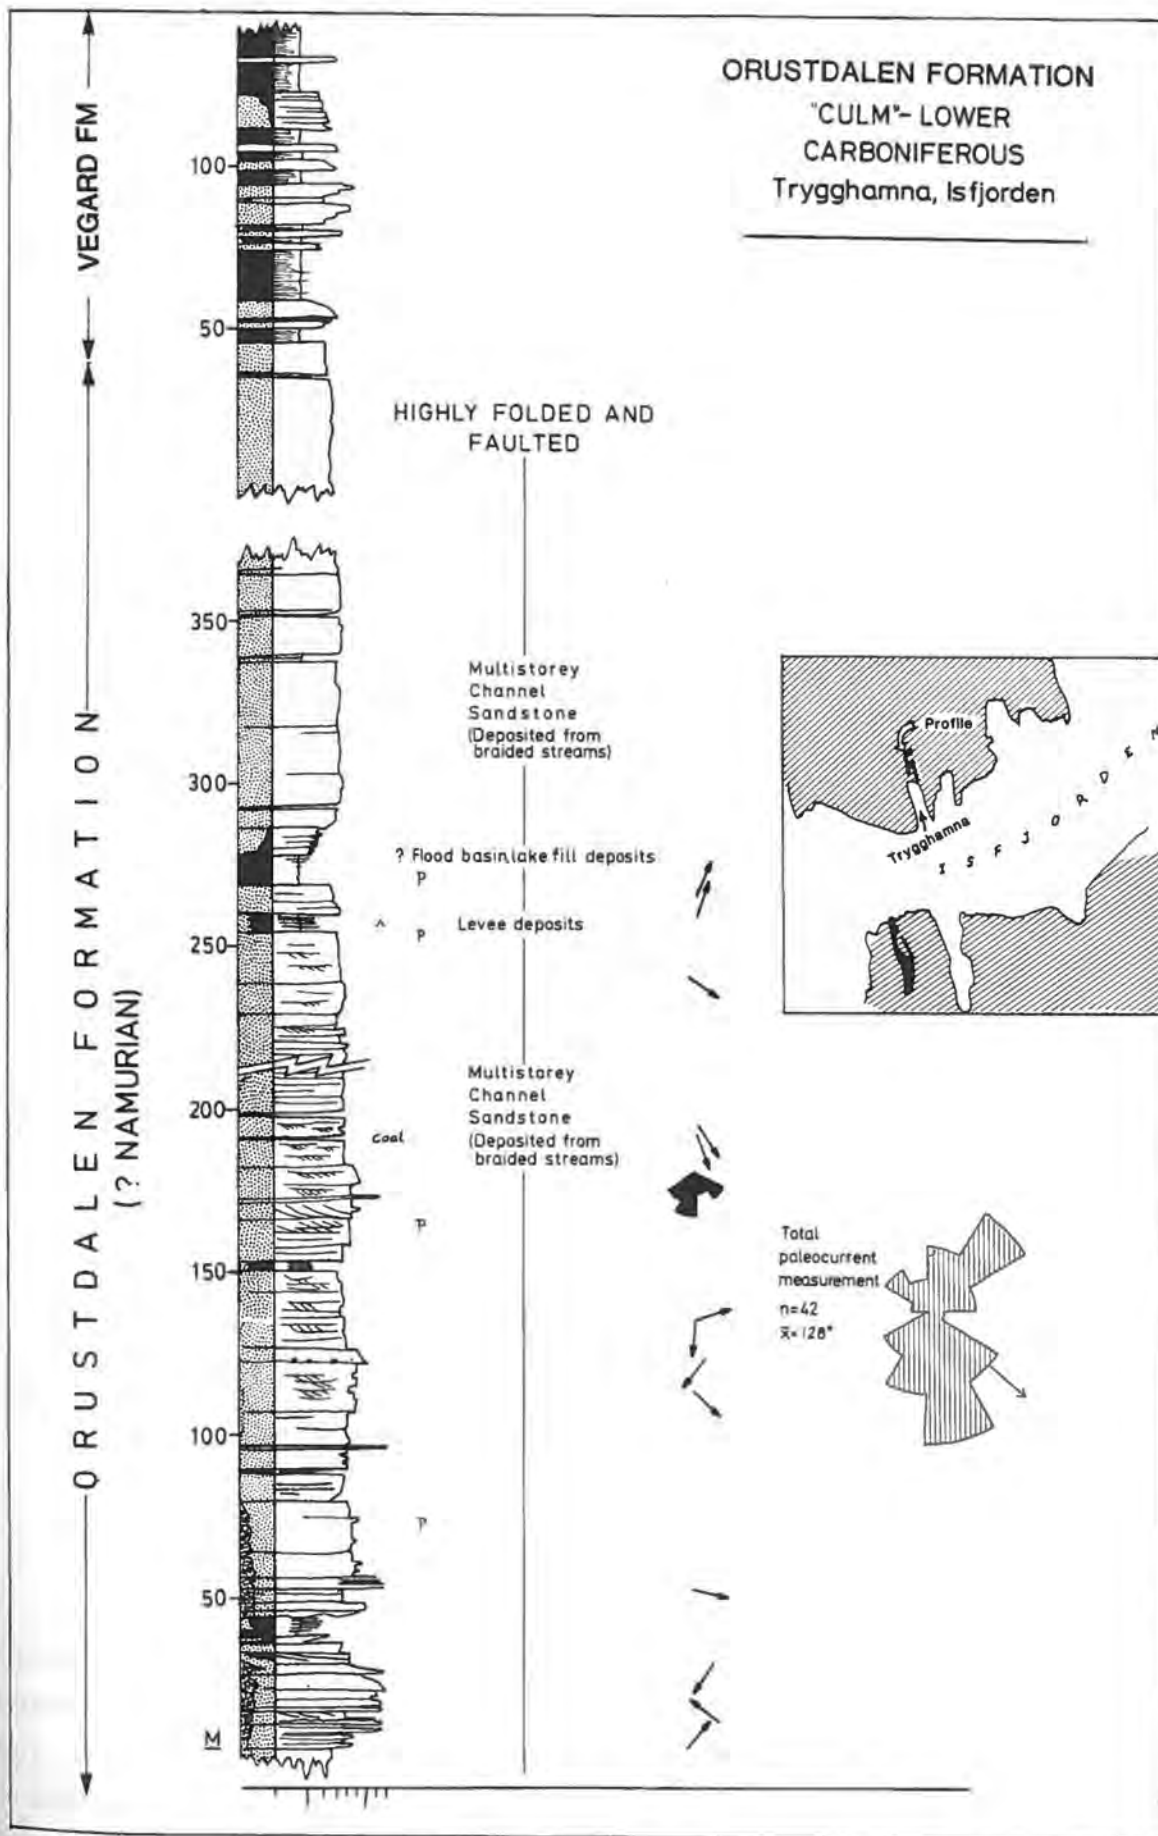 ORUSTDALEN FORMATION
"CULM"- LOWER
CARBONIFEROUS
Trygghamna, Isfjorden
VEGARD FM
100
50
HIGHLY FOLDED AND
FAULTED
ORUSTDALEN FORMATION
(? NAMURIAN)
350
300
250
200
150
100
50
M
Multistorey
Channel
Sandstone
(Deposited from
braided streams)
? Flood basin, lake fill deposits
P
^
Levee deposits
P
Multistorey
Channel
Sandstone
(Deposited from
braided streams)
coal
P
P
Profile
Trygghamna
ISFJORDEN
Total
paleocurrent
measurement
n=42
x̄=128°